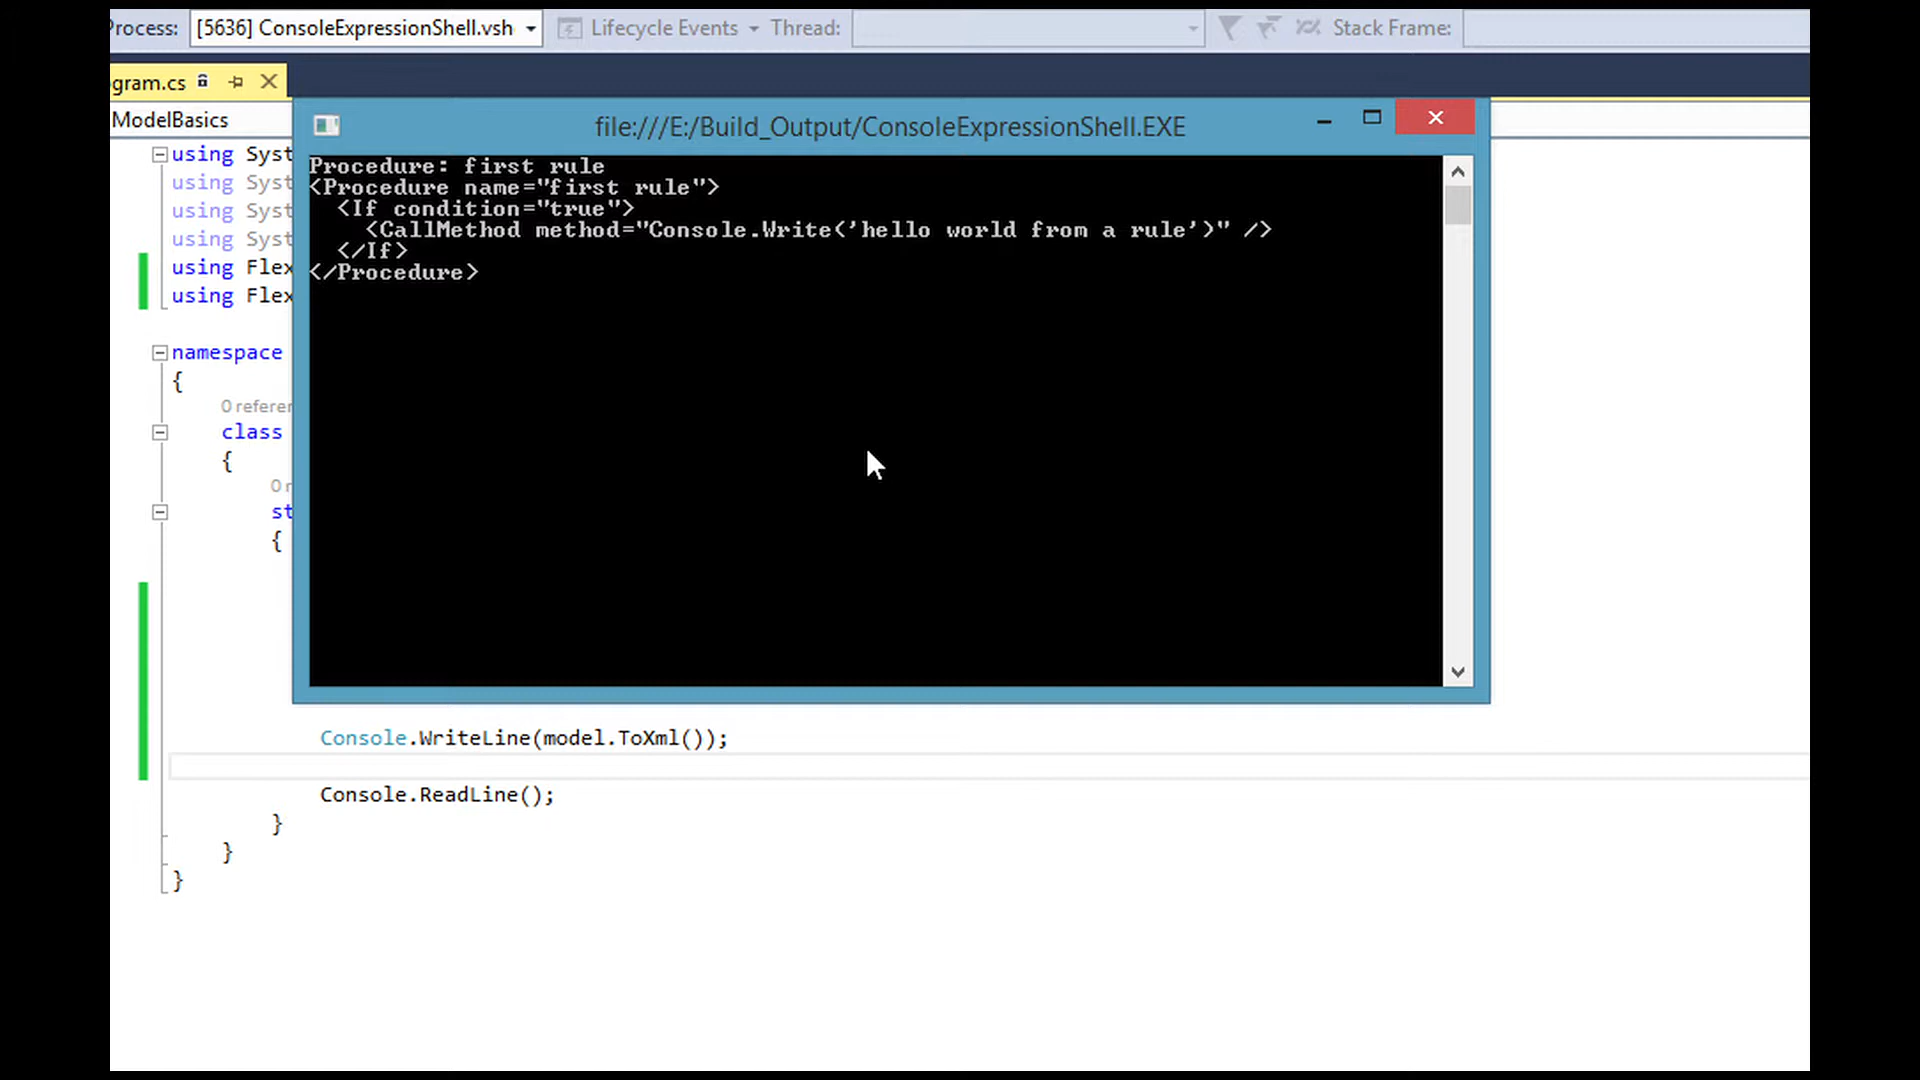 Process: [5636] ConsoleExpressionShell.vsh Lifecycle Events Thread: Stack Frame:
gram.cs
ModelBasics
file:///E:/Build_Output/ConsoleExpressionShell.EXE
using Syst
using Syst
using Syst
using Syst
using Flex
using Flex
namespace
{
0 referen
class
{
0 r
st
{
Procedure: first rule
<Procedure name="first rule">
<If condition="true">
<CallMethod method="Console.Write('hello world from a rule')" />
</If>
</Procedure>
Console.WriteLine(model.ToXml());
Console.ReadLine();
}
}
}